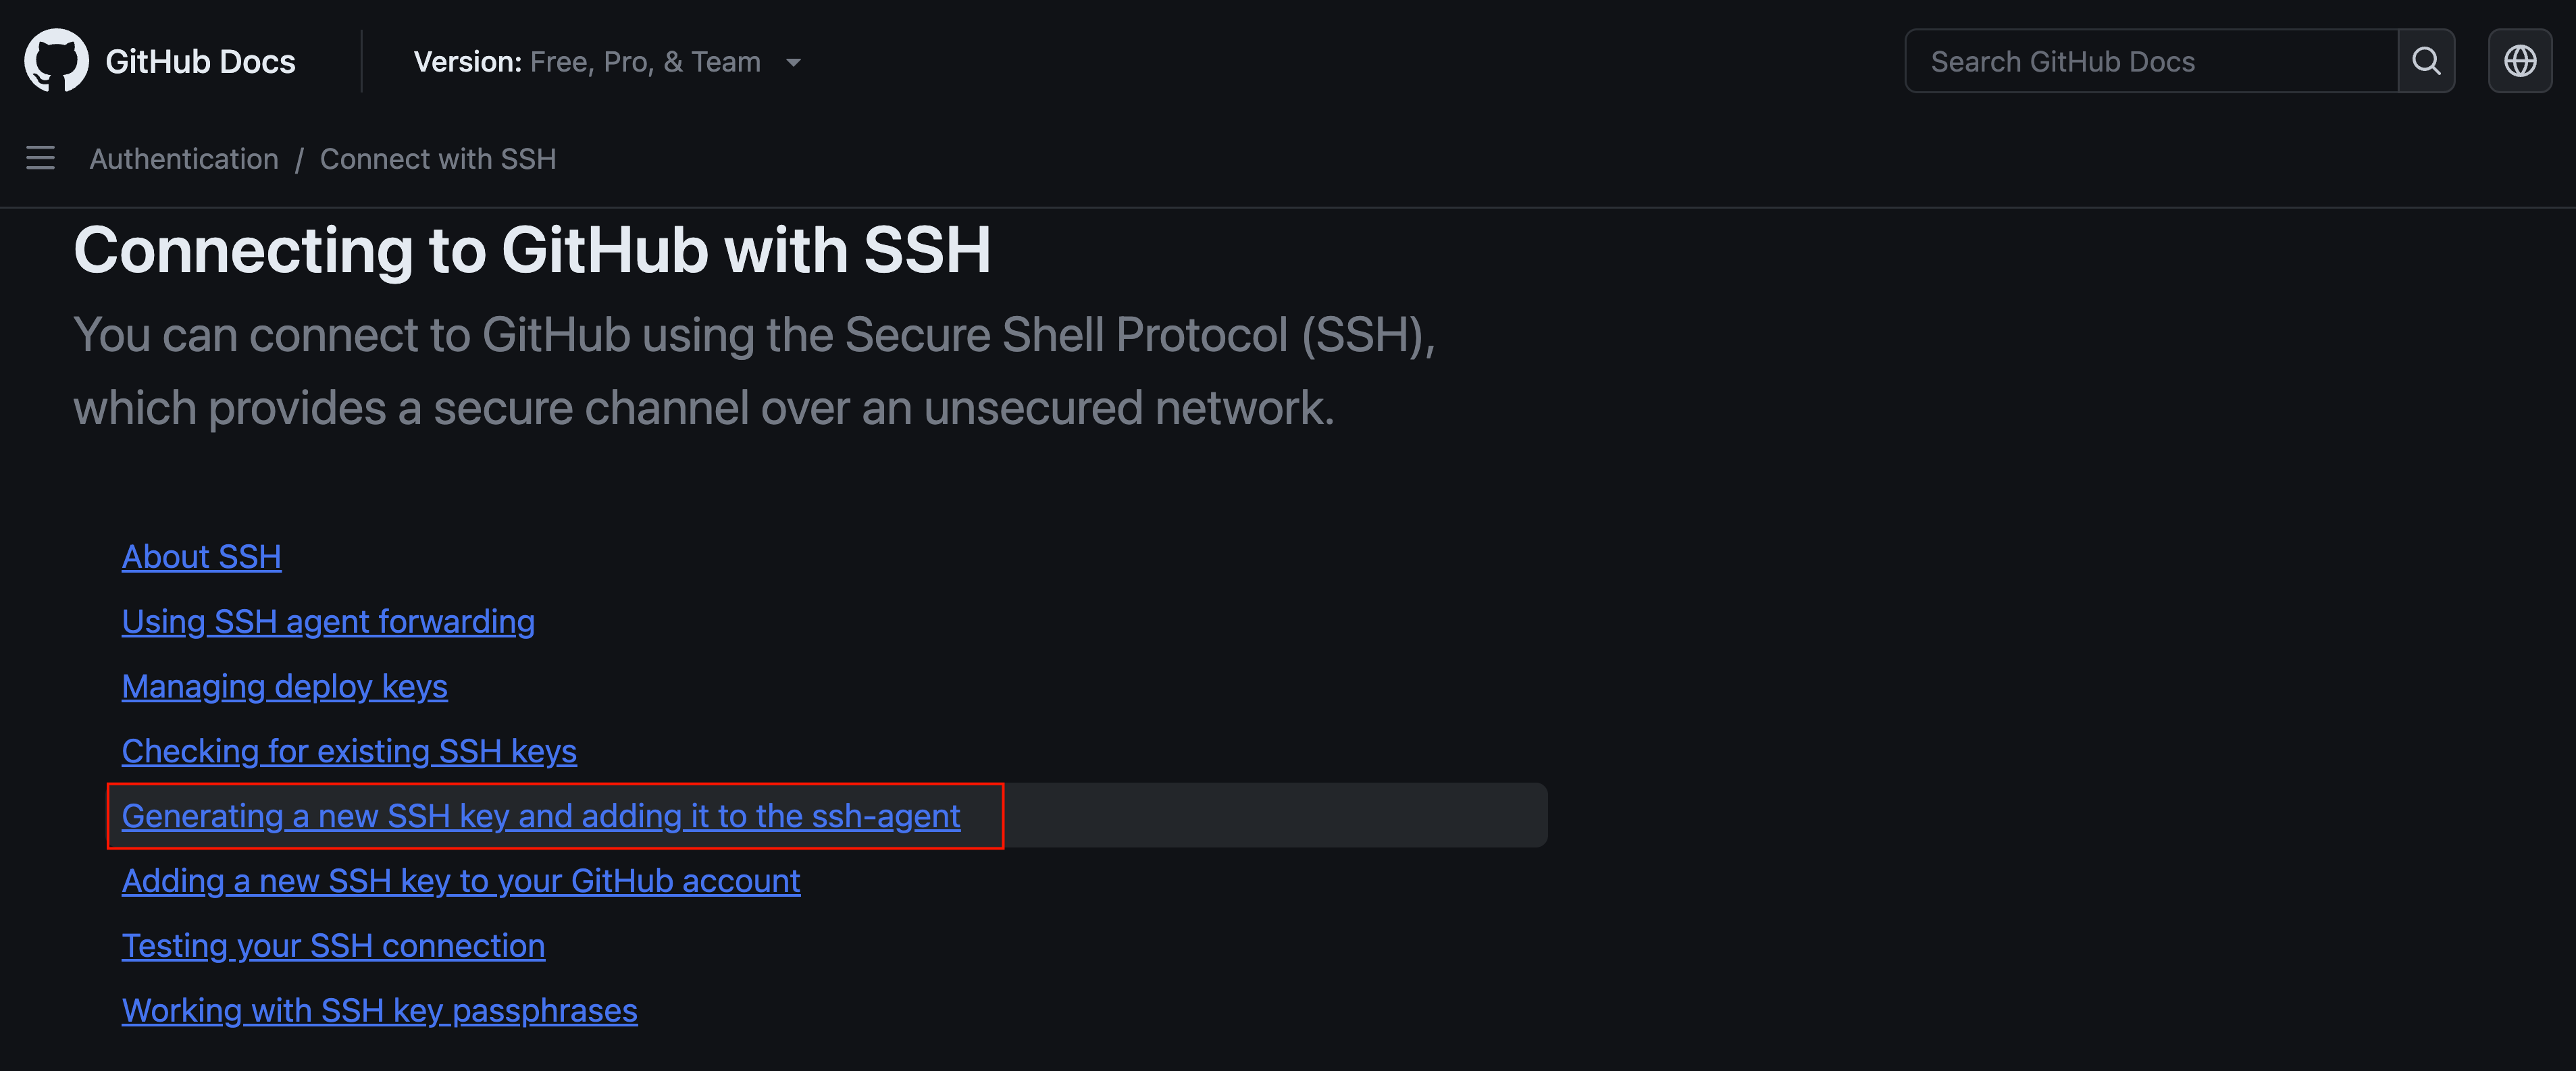 GitHub Docs
Version: Free, Pro, & Team
Search GitHub Docs
Authentication / Connect with SSH
Connecting to GitHub with SSH
You can connect to GitHub using the Secure Shell Protocol (SSH),
which provides a secure channel over an unsecured network.
About SSH
Using SSH agent forwarding
Managing deploy keys
Checking for existing SSH keys
Generating a new SSH key and adding it to the ssh-agent
Adding a new SSH key to your GitHub account
Testing your SSH connection
Working with SSH key passphrases